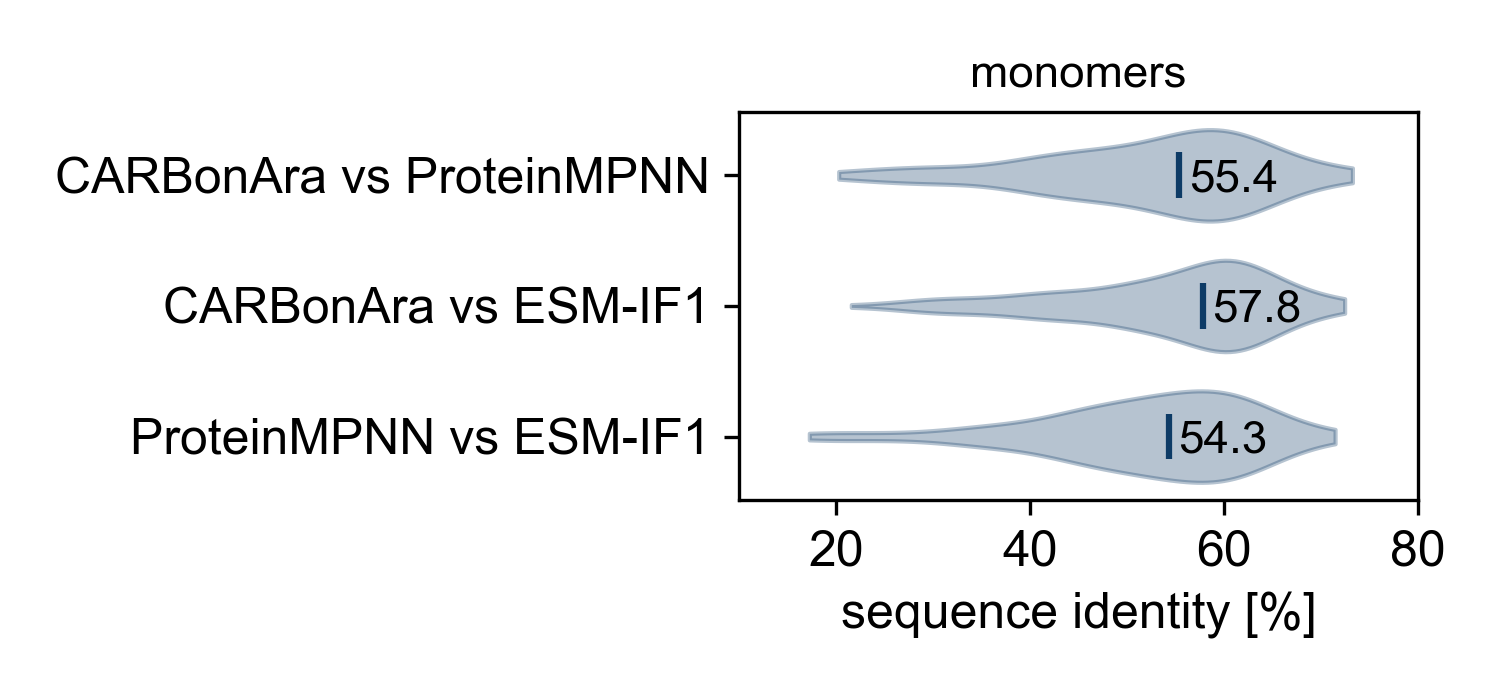 monomers
CARBonAra vs ProteinMPNN
55.4
CARBonAra vs ESM-IF1
57.8
ProteinMPNN vs ESM-IF1
54.3
20 40 60 80
sequence identity [%]